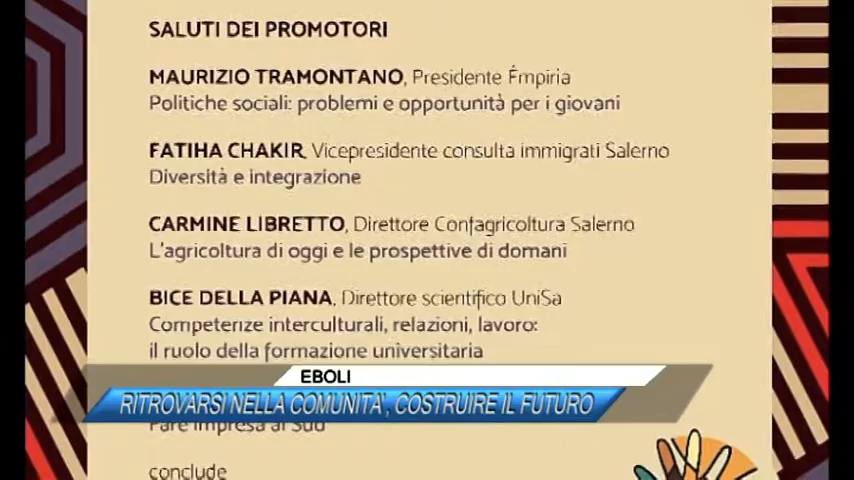 SALUTI DEI PROMOTORI
MAURIZIO TRAMONTANO, Presidente Émpiria
Politiche sociali: problemi e opportunità per i giovani
FATIHA CHAKIR, Vicepresidente consulta immigrati Salerno
Diversità e integrazione
CARMINE LIBRETTO, Direttore Confagricoltura Salerno
L'agricoltura di oggi e le prospettive di domani
BICE DELLA PIANA, Direttore scientifico UniSa
Competenze interculturali, relazioni, lavoro:
il ruolo della formazione universitaria
EBOLI
RITROVARSI NELLA COMUNITA', COSTRUIRE IL FUTURO
Fare impresa al Sud
conclude